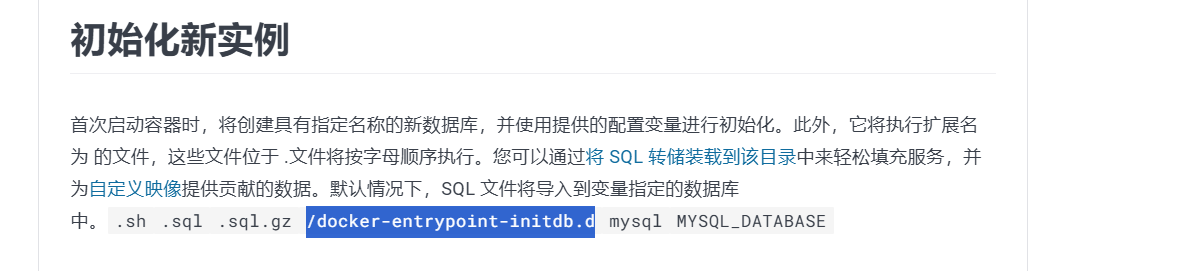 初始化新实例
首次启动容器时，将创建具有指定名称的新数据库，并使用提供的配置变量进行初始化。此外，它将执行扩展名
为 的文件，这些文件位于 .文件将按字母顺序执行。您可以通过将 SQL 转储装载到该目录中来轻松填充服务，并
为自定义映像提供贡献的数据。默认情况下，SQL 文件将导入到变量指定的数据库
中。 .sh .sql .sql.gz /docker-entrypoint-initdb.d mysql MYSQL_DATABASE